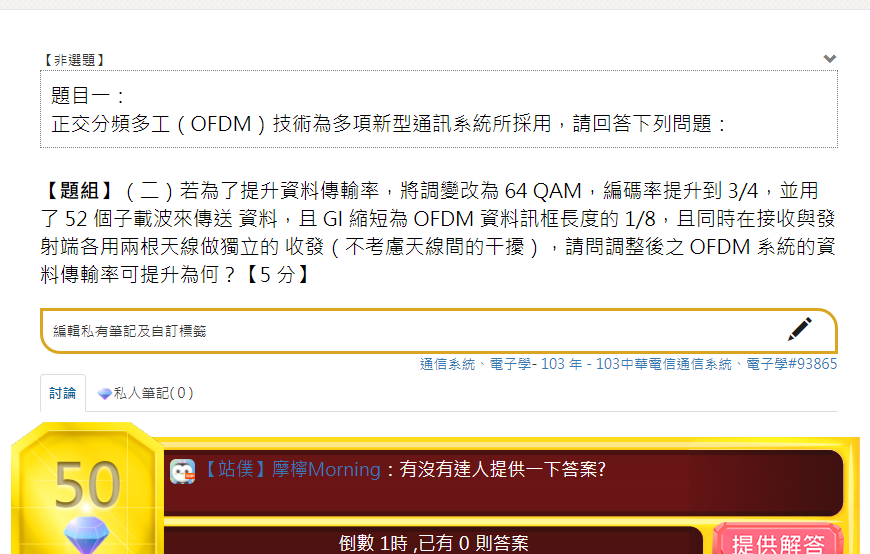 【非選題】
題目一：
正交分頻多工（OFDM）技術為多項新型通訊系統所採用，請回答下列問題：
【題組】（二）若為了提升資料傳輸率，將調變改為 64 QAM，編碼率提升到 3/4，並用
了 52 個子載波來傳送 資料，且 GI 縮短為 OFDM 資料訊框長度的 1/8，且同時在接收與發
射端各用兩根天線做獨立的 收發（不考慮天線間的干擾），請問調整後之 OFDM 系統的資
料傳輸率可提升為何？【5 分】
編輯私有筆記及自訂標籤
通信系統、電子學- 103 年 - 103中華電信通信系統、電子學#93865
討論
私人筆記( 0 )
50
【站僕】摩檸Morning：有沒有達人提供一下答案?
倒數 1時 ,已有 0 則答案
提供解答